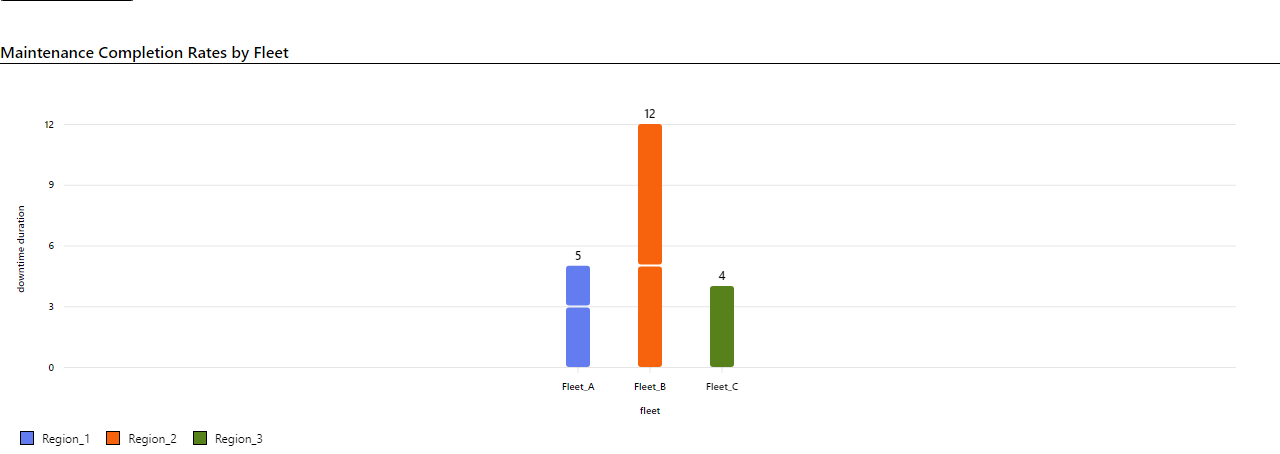 Maintenance Completion Rates by Fleet
12
12
9
6
5
4
3
0
downtime duration
Fleet_A Fleet_B Fleet_C
fleet
Region_1 Region_2 Region_3